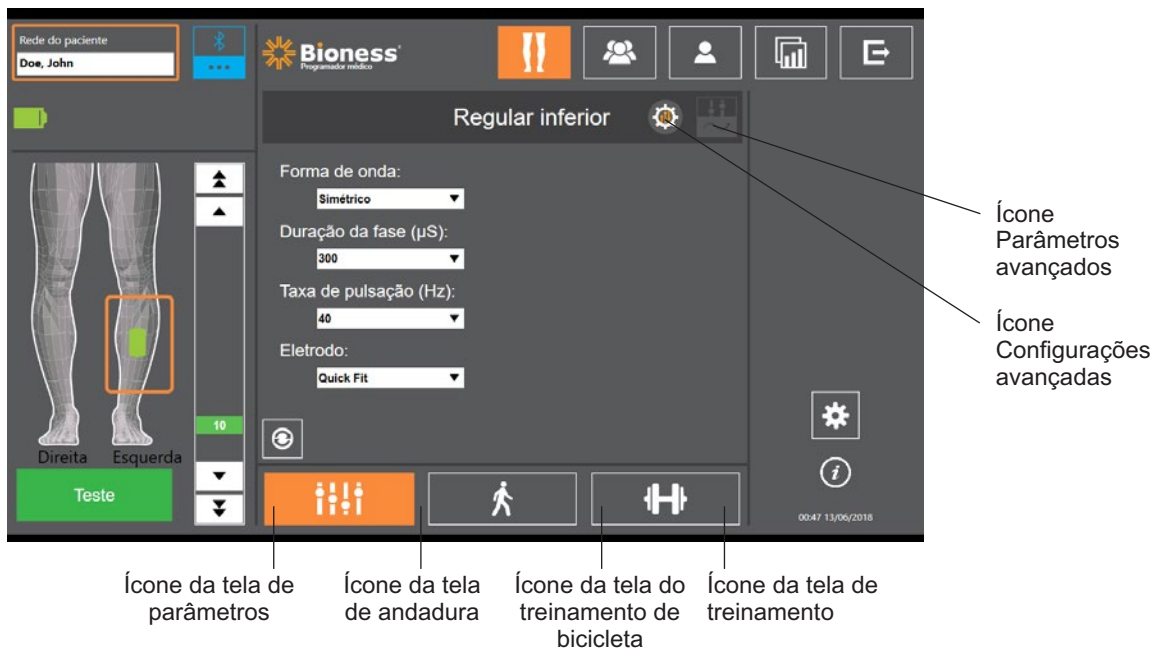 Rede do paciente
Doe, John
Bioness
Programador médico
Regular inferior
Forma de onda:
Simétrico
Duração da fase (µS):
300
Taxa de pulsação (Hz):
40
Eletrodo:
Quick Fit
10
Direita Esquerda
Teste
00:47 13/06/2018
Ícone
Parâmetros
avançados
Ícone
Configurações
avançadas
Ícone da tela de
parâmetros
Ícone da tela
de andadura
Ícone da tela do
treinamento de
bicicleta
Ícone da tela de
treinamento